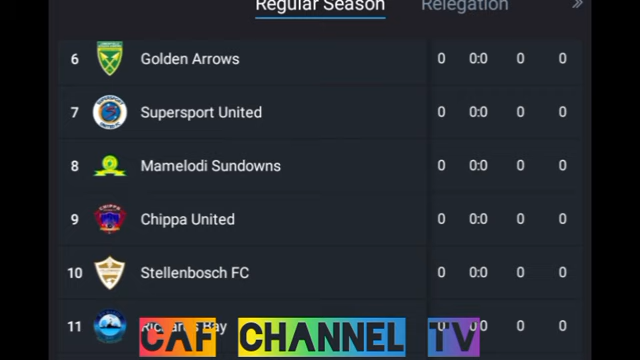 Regular Season Relegation »
6 Golden Arrows 0 0:0 0 0
7 Supersport United 0 0:0 0 0
8 Mamelodi Sundowns 0 0:0 0 0
9 Chippa United 0 0:0 0 0
10 Stellenbosch FC 0 0:0 0 0
11 Richards Bay 0 0
CAF CHANNEL TV